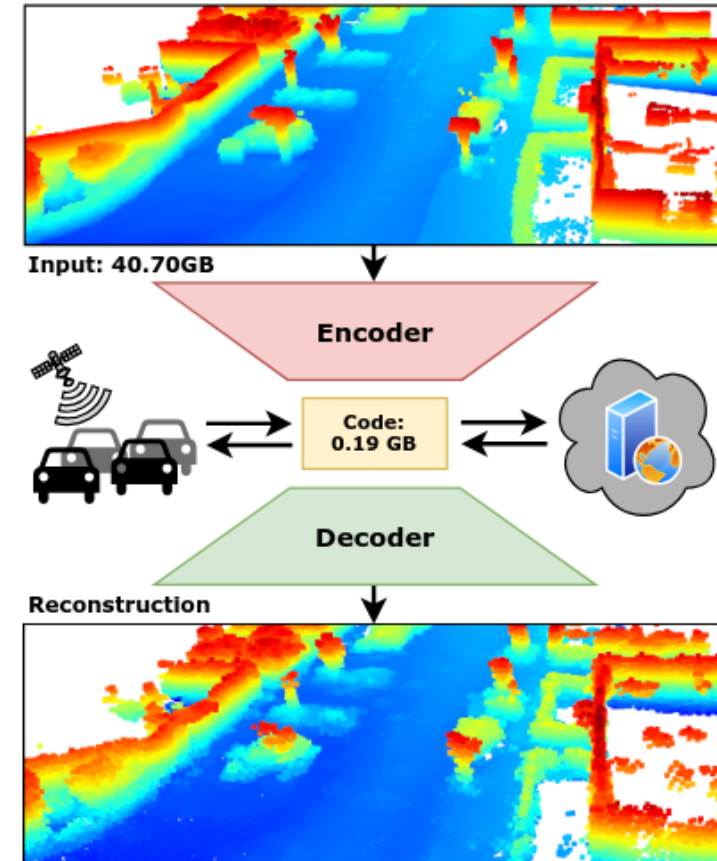 Input: 40.70GB
Encoder
Code:
0.19 GB
Decoder
Reconstruction